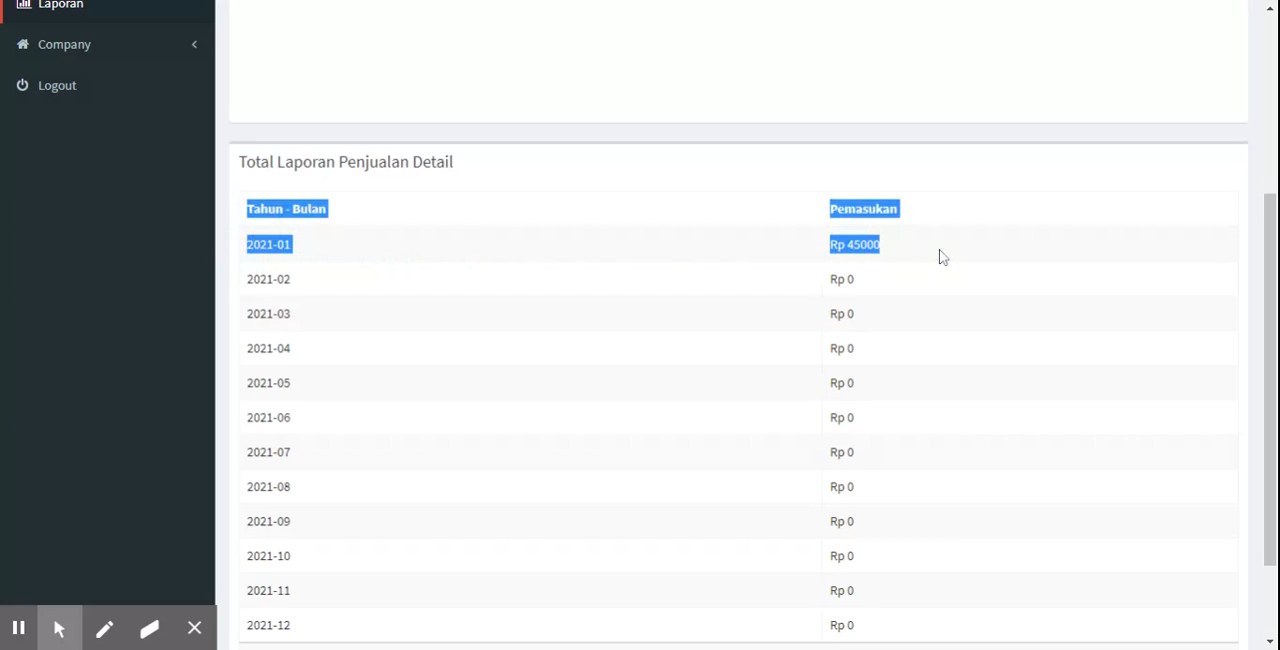 Laporan
Company
Logout
Total Laporan Penjualan Detail
Tahun - Bulan Pemasukan
2021-01 Rp 45000
2021-02 Rp 0
2021-03 Rp 0
2021-04 Rp 0
2021-05 Rp 0
2021-06 Rp 0
2021-07 Rp 0
2021-08 Rp 0
2021-09 Rp 0
2021-10 Rp 0
2021-11 Rp 0
2021-12 Rp 0